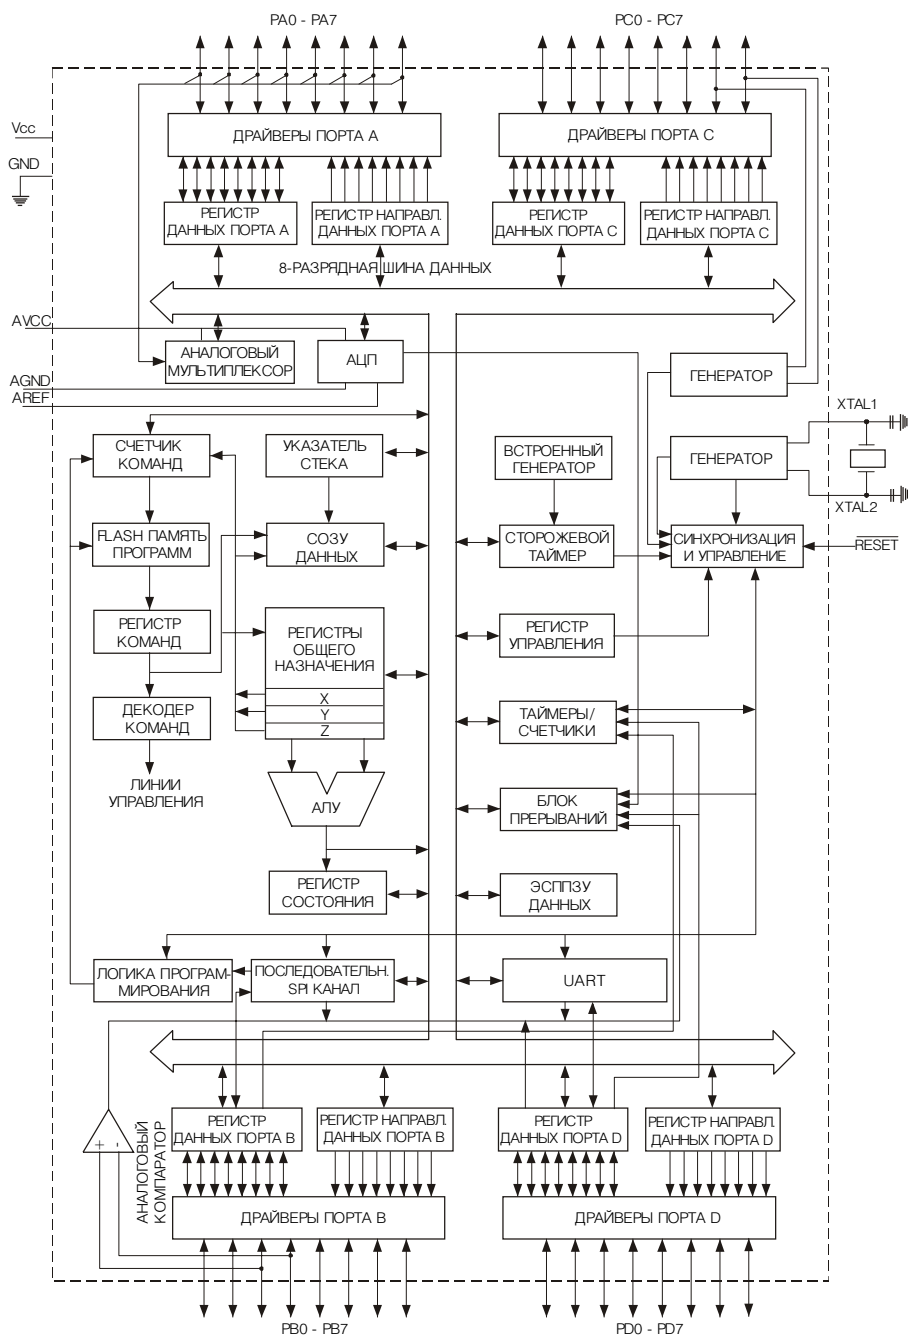 PA0 - PA7
PC0 - PC7
Vcc
GND
ДРАЙВЕРЫ ПОРТА A
ДРАЙВЕРЫ ПОРТА C
РЕГИСТР
ДАННЫХ ПОРТА A
РЕГИСТР НАПРАВЛ.
ДАННЫХ ПОРТА A
РЕГИСТР
ДАННЫХ ПОРТА C
РЕГИСТР НАПРАВЛ.
ДАННЫХ ПОРТА C
8-РАЗРЯДНАЯ ШИНА ДАННЫХ
AVCC
AGND
AREF
АНАЛОГОВЫЙ
МУЛЬТИПЛЕКСОР
АЦП
ГЕНЕРАТОР
XTAL1
СЧЕТЧИК
КОМАНД
УКАЗАТЕЛЬ
СТЕКА
ВСТРОЕННЫЙ
ГЕНЕРАТОР
ГЕНЕРАТОР
XTAL2
FLASH ПАМЯТЬ
ПРОГРАММ
СОЗУ
ДАННЫХ
СТОРОЖЕВОЙ
ТАЙМЕР
СИНХРОНИЗАЦИЯ
И УПРАВЛЕНИЕ
RESET
РЕГИСТР
КОМАНД
РЕГИСТРЫ
ОБЩЕГО
НАЗНАЧЕНИЯ
X
Y
Z
РЕГИСТР
УПРАВЛЕНИЯ
ДЕКОДЕР
КОМАНД
ТАЙМЕРЫ/
СЧЕТЧИКИ
ЛИНИИ
УПРАВЛЕНИЯ
АЛУ
БЛОК
ПРЕРЫВАНИЙ
РЕГИСТР
СОСТОЯНИЯ
ЭСППЗУ
ДАННЫХ
ЛОГИКА ПРОГРАМ-
МИРОВАНИЯ
ПОСЛЕДОВАТЕЛЬН.
SPI КАНАЛ
UART
+
-
АНАЛОГОВЫЙ
КОМПАРАТОР
РЕГИСТР
ДАННЫХ ПОРТА B
РЕГИСТР НАПРАВЛ.
ДАННЫХ ПОРТА B
РЕГИСТР
ДАННЫХ ПОРТА D
РЕГИСТР НАПРАВЛ.
ДАННЫХ ПОРТА D
ДРАЙВЕРЫ ПОРТА B
ДРАЙВЕРЫ ПОРТА D
PB0 - PB7
PD0 - PD7